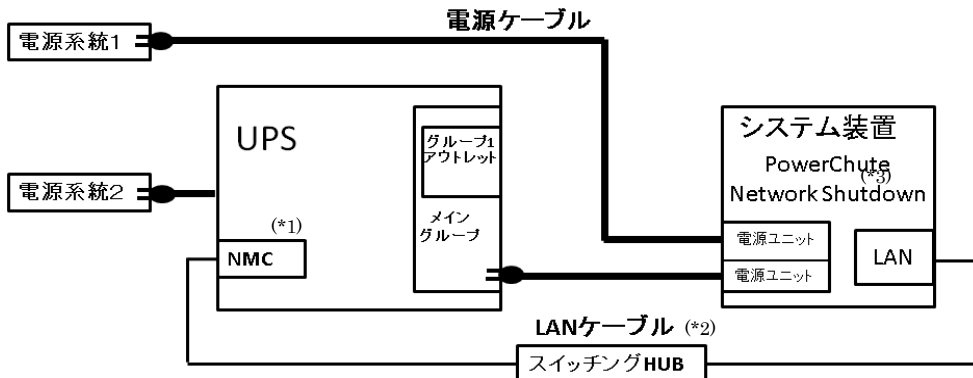 電源ケーブル
電源系統1
UPS
グループ1
アウトレット
システム装置
PowerChute
(*3)
Network Shutdown
電源系統2
メイン
グループ
(*1)
NMC
電源ユニット
電源ユニット
LAN
LANケーブル (*2)
スイッチングHUB